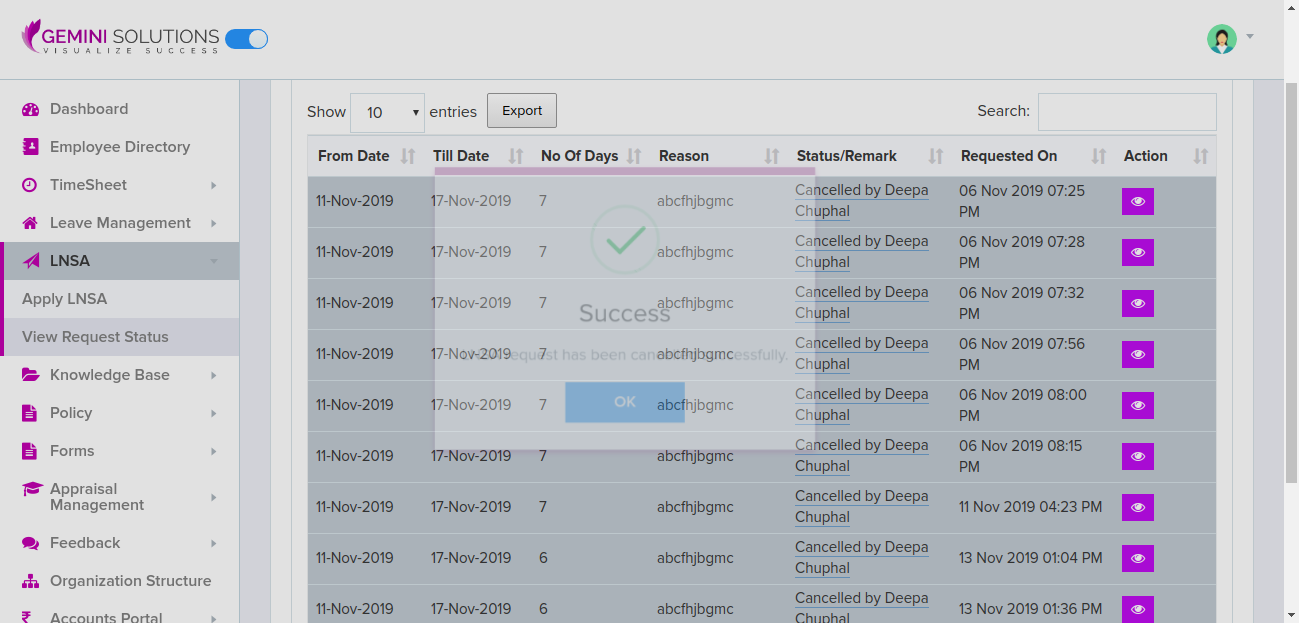 GEMINI SOLUTIONS
VISUALIZE SUCCESS
Dashboard
Employee Directory
TimeSheet
Leave Management
LNSA
Apply LNSA
View Request Status
Knowledge Base
Policy
Forms
Appraisal
Management
Feedback
Organization Structure
Accounts Portal
Show 10 entries Export Search:
From Date Till Date No Of Days Reason Status/Remark Requested On Action
11-Nov-2019 17-Nov-2019 7 abcfhjbgmc Cancelled by Deepa Chuphal 06 Nov 2019 07:25 PM
11-Nov-2019 17-Nov-2019 7 abcfhjbgmc Cancelled by Deepa Chuphal 06 Nov 2019 07:28 PM
11-Nov-2019 17-Nov-2019 7 abcfhjbgmc Cancelled by Deepa Chuphal 06 Nov 2019 07:32 PM
11-Nov-2019 17-Nov-2019 7 abcfhjbgmc Cancelled by Deepa Chuphal 06 Nov 2019 07:56 PM
11-Nov-2019 17-Nov-2019 7 abcfhjbgmc Cancelled by Deepa Chuphal 06 Nov 2019 08:00 PM
11-Nov-2019 17-Nov-2019 7 abcfhjbgmc Cancelled by Deepa Chuphal 06 Nov 2019 08:15 PM
11-Nov-2019 17-Nov-2019 7 abcfhjbgmc Cancelled by Deepa Chuphal 11 Nov 2019 04:23 PM
11-Nov-2019 17-Nov-2019 6 abcfhjbgmc Cancelled by Deepa Chuphal 13 Nov 2019 01:04 PM
11-Nov-2019 17-Nov-2019 6 abcfhjbgmc Cancelled by Deepa Chuphal 13 Nov 2019 01:36 PM
Success
request has been cancelled successfully.
OK